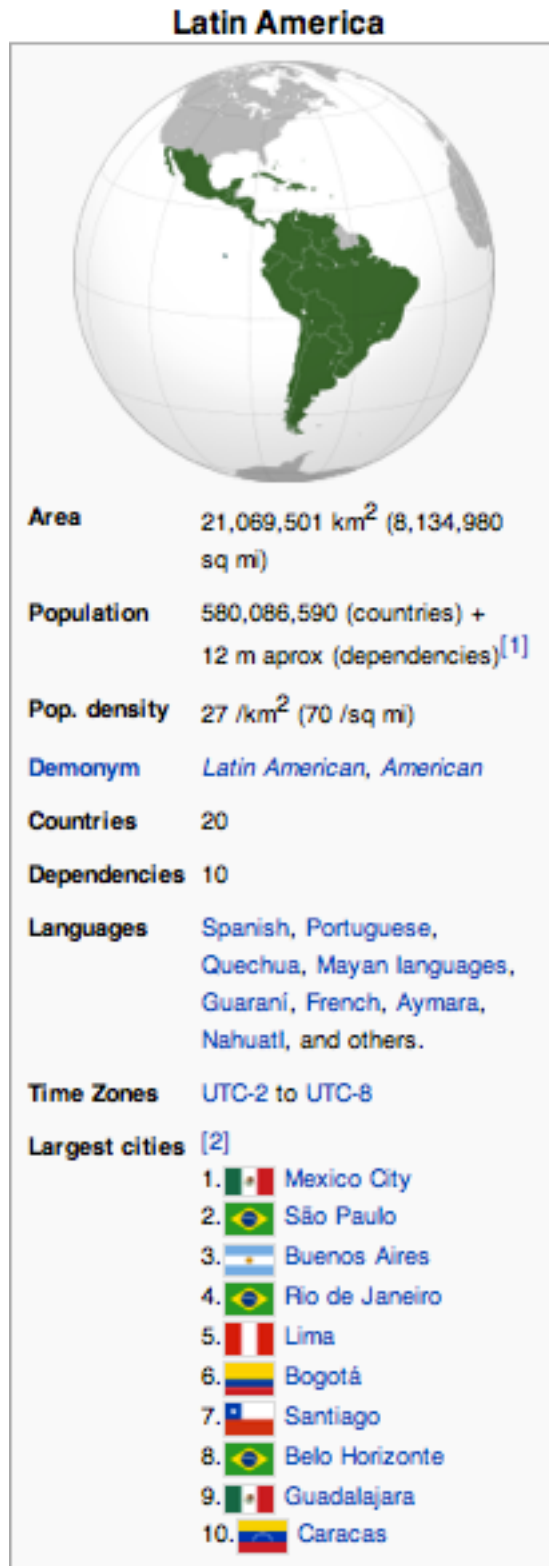 Latin America
Area 21,069,501 km² (8,134,980
sq mi)
Population 580,086,590 (countries) +
12 m aprox (dependencies)[1]
Pop. density 27 /km² (70 /sq mi)
Demonym Latin American, American
Countries 20
Dependencies 10
Languages Spanish, Portuguese,
Quechua, Mayan languages,
Guaraní, French, Aymara,
Nahuatl, and others.
Time Zones UTC-2 to UTC-8
Largest cities [2]
1. Mexico City
2. São Paulo
3. Buenos Aires
4. Rio de Janeiro
5. Lima
6. Bogotá
7. Santiago
8. Belo Horizonte
9. Guadalajara
10. Caracas